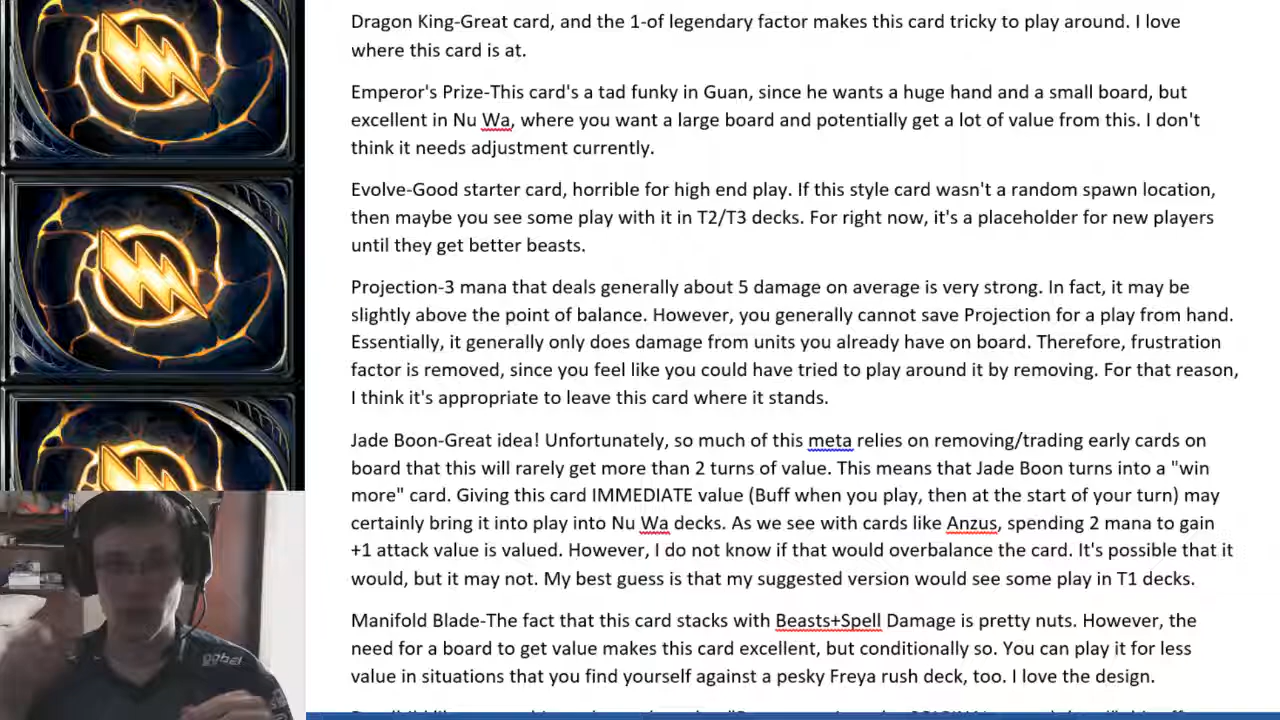 Dragon King-Great card, and the 1-of legendary factor makes this card tricky to play around. I love
where this card is at.
Emperor's Prize-This card's a tad funky in Guan, since he wants a huge hand and a small board, but
excellent in Nu Wa, where you want a large board and potentially get a lot of value from this. I don't
think it needs adjustment currently.
Evolve-Good starter card, horrible for high end play. If this style card wasn't a random spawn location,
then maybe you see some play with it in T2/T3 decks. For right now, it's a placeholder for new players
until they get better beasts.
Projection-3 mana that deals generally about 5 damage on average is very strong. In fact, it may be
slightly above the point of balance. However, you generally cannot save Projection for a play from hand.
Essentially, it generally only does damage from units you already have on board. Therefore, frustration
factor is removed, since you feel like you could have tried to play around it by removing. For that reason,
I think it's appropriate to leave this card where it stands.
Jade Boon-Great idea! Unfortunately, so much of this meta relies on removing/trading early cards on
board that this will rarely get more than 2 turns of value. This means that Jade Boon turns into a "win
more" card. Giving this card IMMEDIATE value (Buff when you play, then at the start of your turn) may
certainly bring it into play into Nu Wa decks. As we see with cards like Anzus, spending 2 mana to gain
+1 attack value is valued. However, I do not know if that would overbalance the card. It's possible that it
would, but it may not. My best guess is that my suggested version would see some play in T1 decks.
Manifold Blade-The fact that this card stacks with Beasts+Spell Damage is pretty nuts. However, the
need for a board to get value makes this card excellent, but conditionally so. You can play it for less
value in situations that you find yourself against a pesky Freya rush deck, too. I love the design.